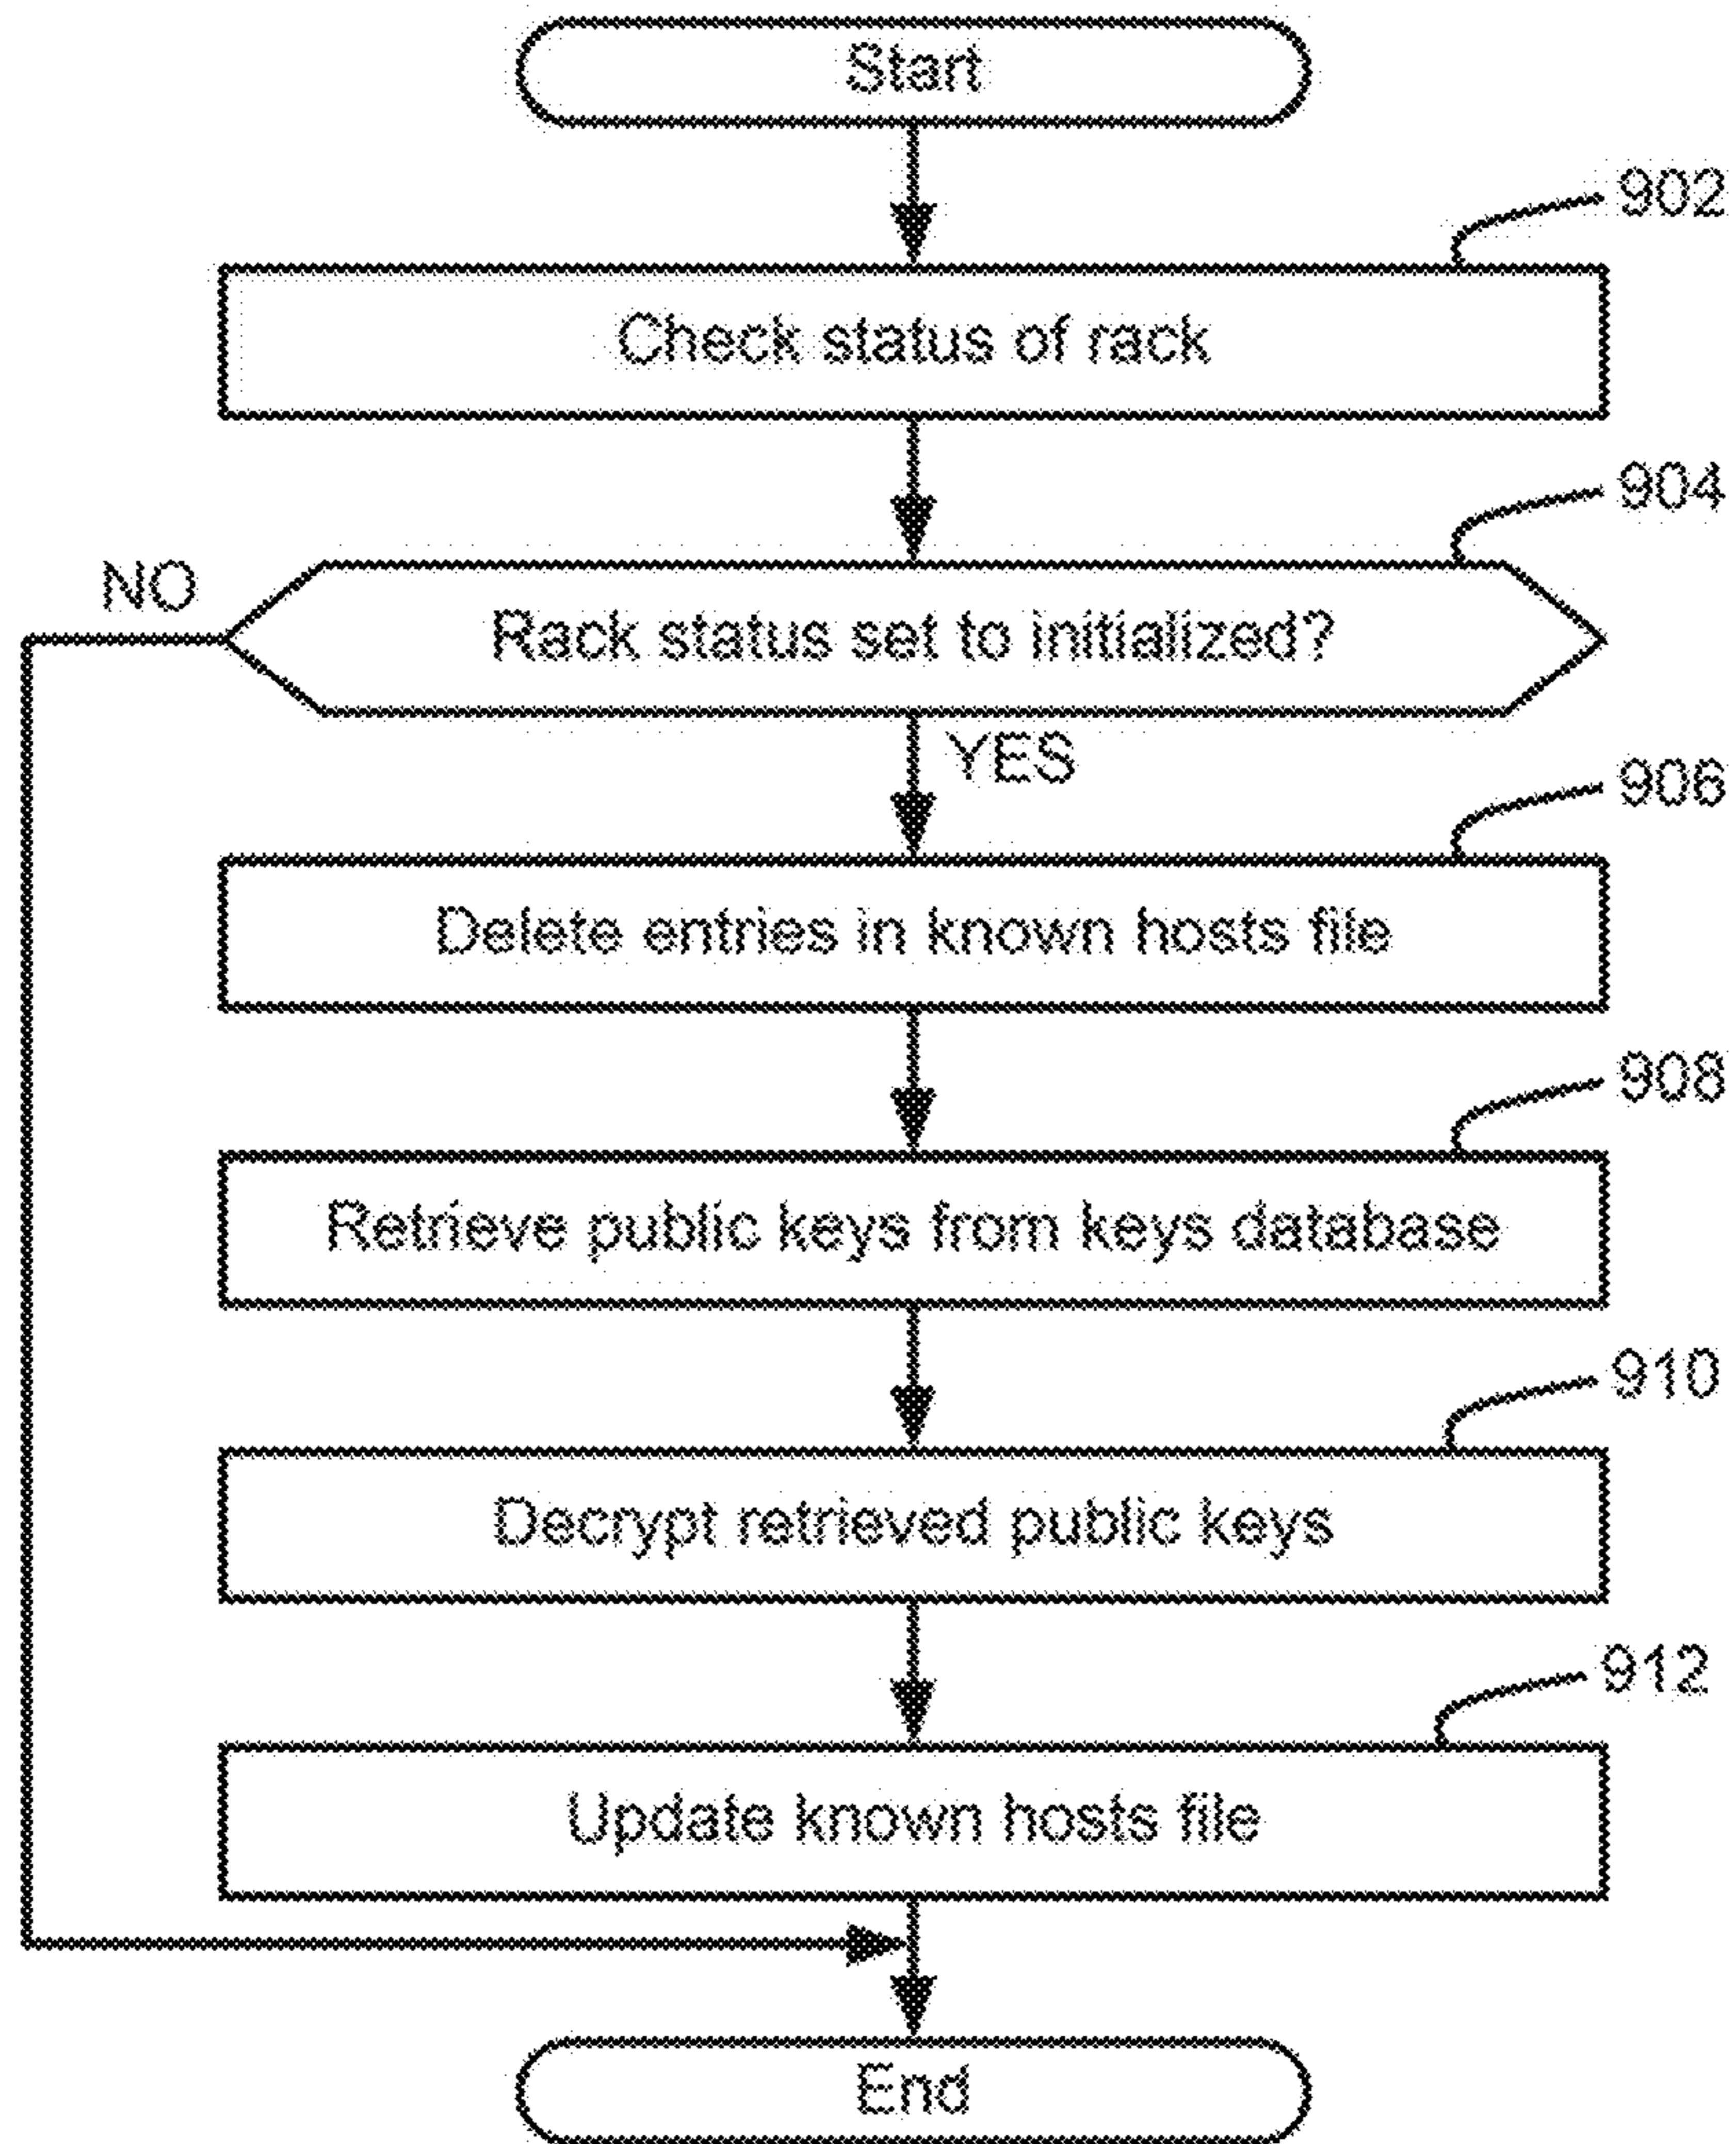 Start
902
Check status of rack
904
NO
Rack status set to initialized?
YES
906
Delete entries in known hosts file
908
Retrieve public keys from keys database
910
Decrypt retrieved public keys
912
Update known hosts file
End